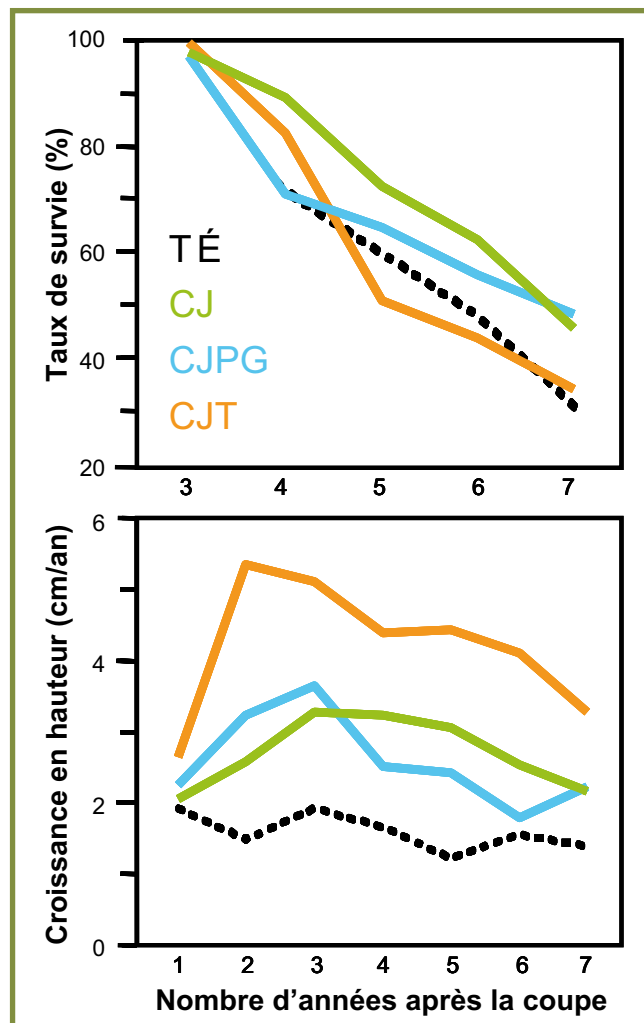 Taux de survie (%)
100
80
60
40
20
TÉ
CJ
CJPG
CJT
3 4 5 6 7
Croissance en hauteur (cm/an)
6
4
2
0
1 2 3 4 5 6 7
Nombre d’années après la coupe